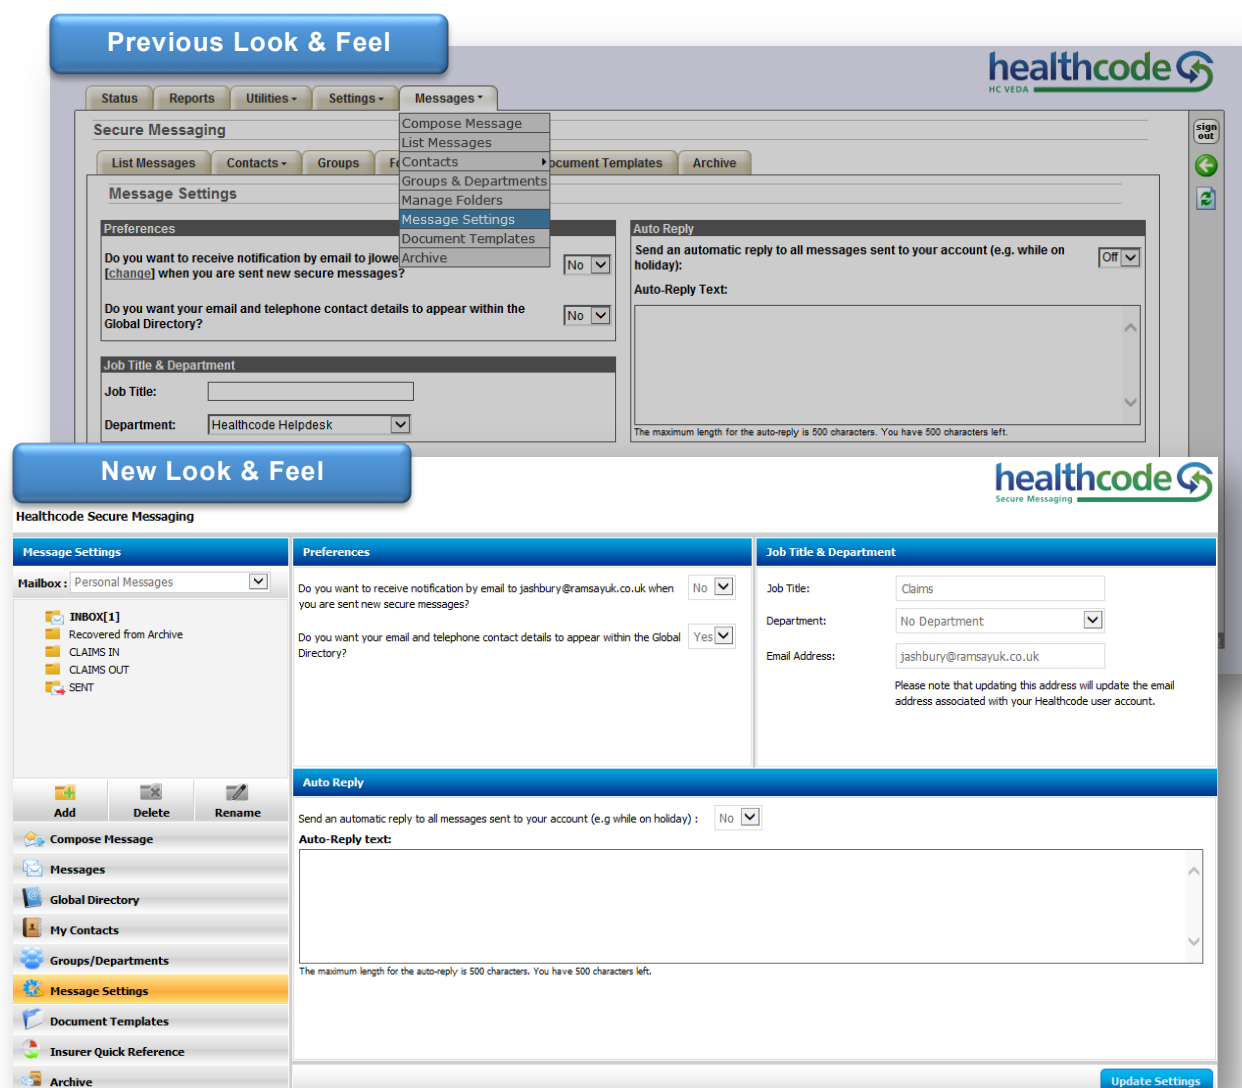 Previous Look & Feel
healthcode
HC VEDA
Status Reports Utilities Settings Messages
Secure Messaging
sign out
Compose Message
List Messages
Contacts
Groups & Departments
Manage Folders
Message Settings
Document Templates
Archive
List Messages Contacts Groups Document Templates Archive
Message Settings
Preferences
Do you want to receive notification by email to
[change] when you are sent new secure messages?
No
Do you want your email and telephone contact details to appear within the
Global Directory?
No
Job Title & Department
Job Title:
Department: Healthcode Helpdesk
Auto Reply
Send an automatic reply to all messages sent to your account (e.g. while on
holiday):
Off
Auto-Reply Text:
The maximum length for the auto-reply is 500 characters. You have 500 characters left.
New Look & Feel
healthcode
Secure Messaging
Healthcode Secure Messaging
Message Settings
Mailbox : Personal Messages
INBOX[1]
Recovered from Archive
CLAIMS IN
CLAIMS OUT
SENT
Add Delete Rename
Compose Message
Messages
Global Directory
My Contacts
Groups/Departments
Message Settings
Document Templates
Insurer Quick Reference
Archive
Preferences
Do you want to receive notification by email to jashbury@ramsayuk.co.uk when
you are sent new secure messages?
No
Do you want your email and telephone contact details to appear within the Global
Directory?
Yes
Job Title & Department
Job Title: Claims
Department: No Department
Email Address: jashbury@ramsayuk.co.uk
Please note that updating this address will update the email
address associated with your Healthcode user account.
Auto Reply
Send an automatic reply to all messages sent to your account (e.g while on holiday) : No
Auto-Reply text:
The maximum length for the auto-reply is 500 characters. You have 500 characters left.
Update Settings